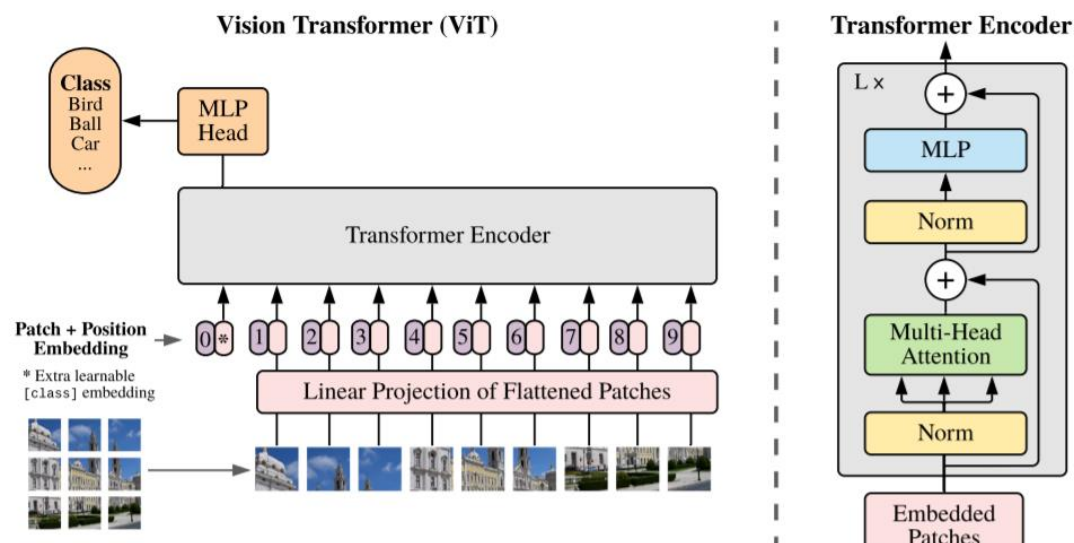 Vision Transformer (ViT)
Class
Bird
Ball
Car
...
MLP
Head
Transformer Encoder
Patch + Position
Embedding
0 * 1 2 3 4 5 6 7 8 9
* Extra learnable
[class] embedding
Linear Projection of Flattened Patches
Transformer Encoder
L ×
+
MLP
Norm
+
Multi-Head
Attention
Norm
Embedded
Patches